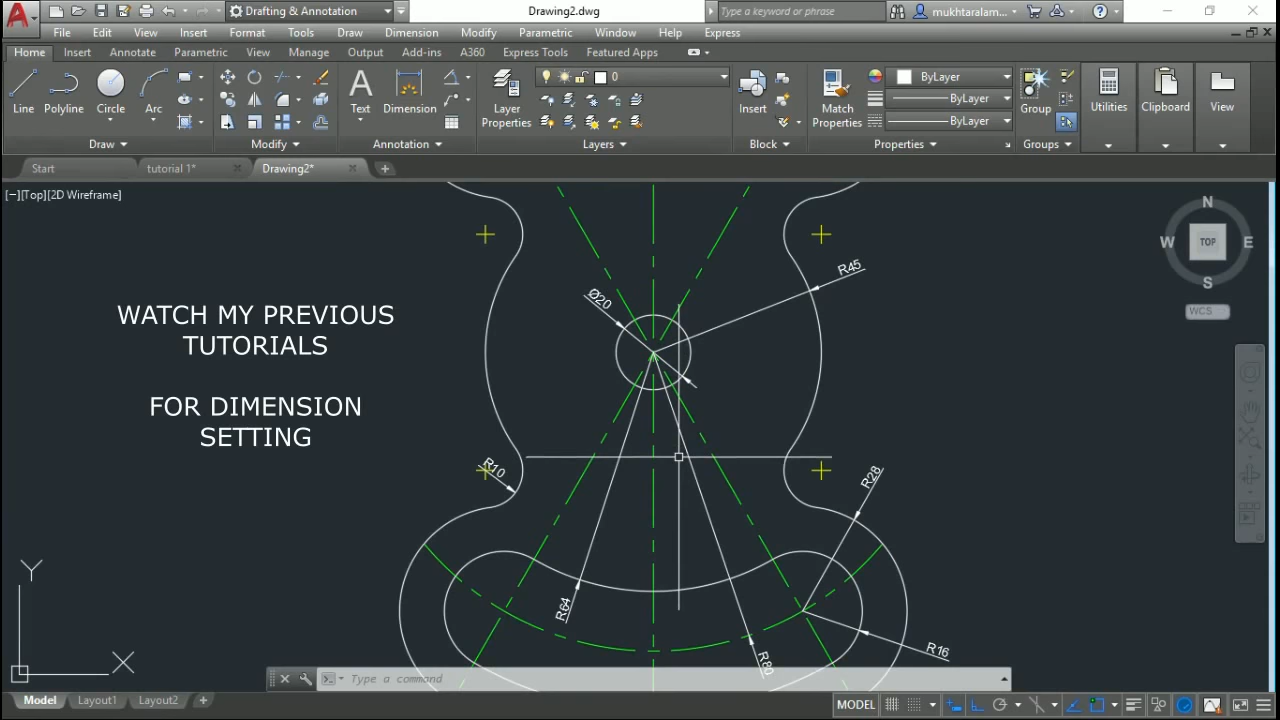 Drafting & Annotation
Drawing2.dwg
Type a keyword or phrase
mukhtaralam...
File Edit View Insert Format Tools Draw Dimension Modify Parametric Window Help Express
Home Insert Annotate Parametric View Manage Output Add-ins A360 Express Tools Featured Apps
Line Polyline Circle Arc
Text Dimension
Layer Properties
0
Insert
Match Properties
ByLayer
ByLayer
ByLayer
Group
Utilities
Clipboard
View
Draw Modify Annotation Layers Block Properties Groups
Start tutorial 1* Drawing2*
[−][Top][2D Wireframe]
N
W TOP E
S
WCS
R45
Ø20
WATCH MY PREVIOUS
TUTORIALS
FOR DIMENSION
SETTING
R10
R28
R64
R80
R16
Y
X
Type a command
Model Layout1 Layout2
MODEL